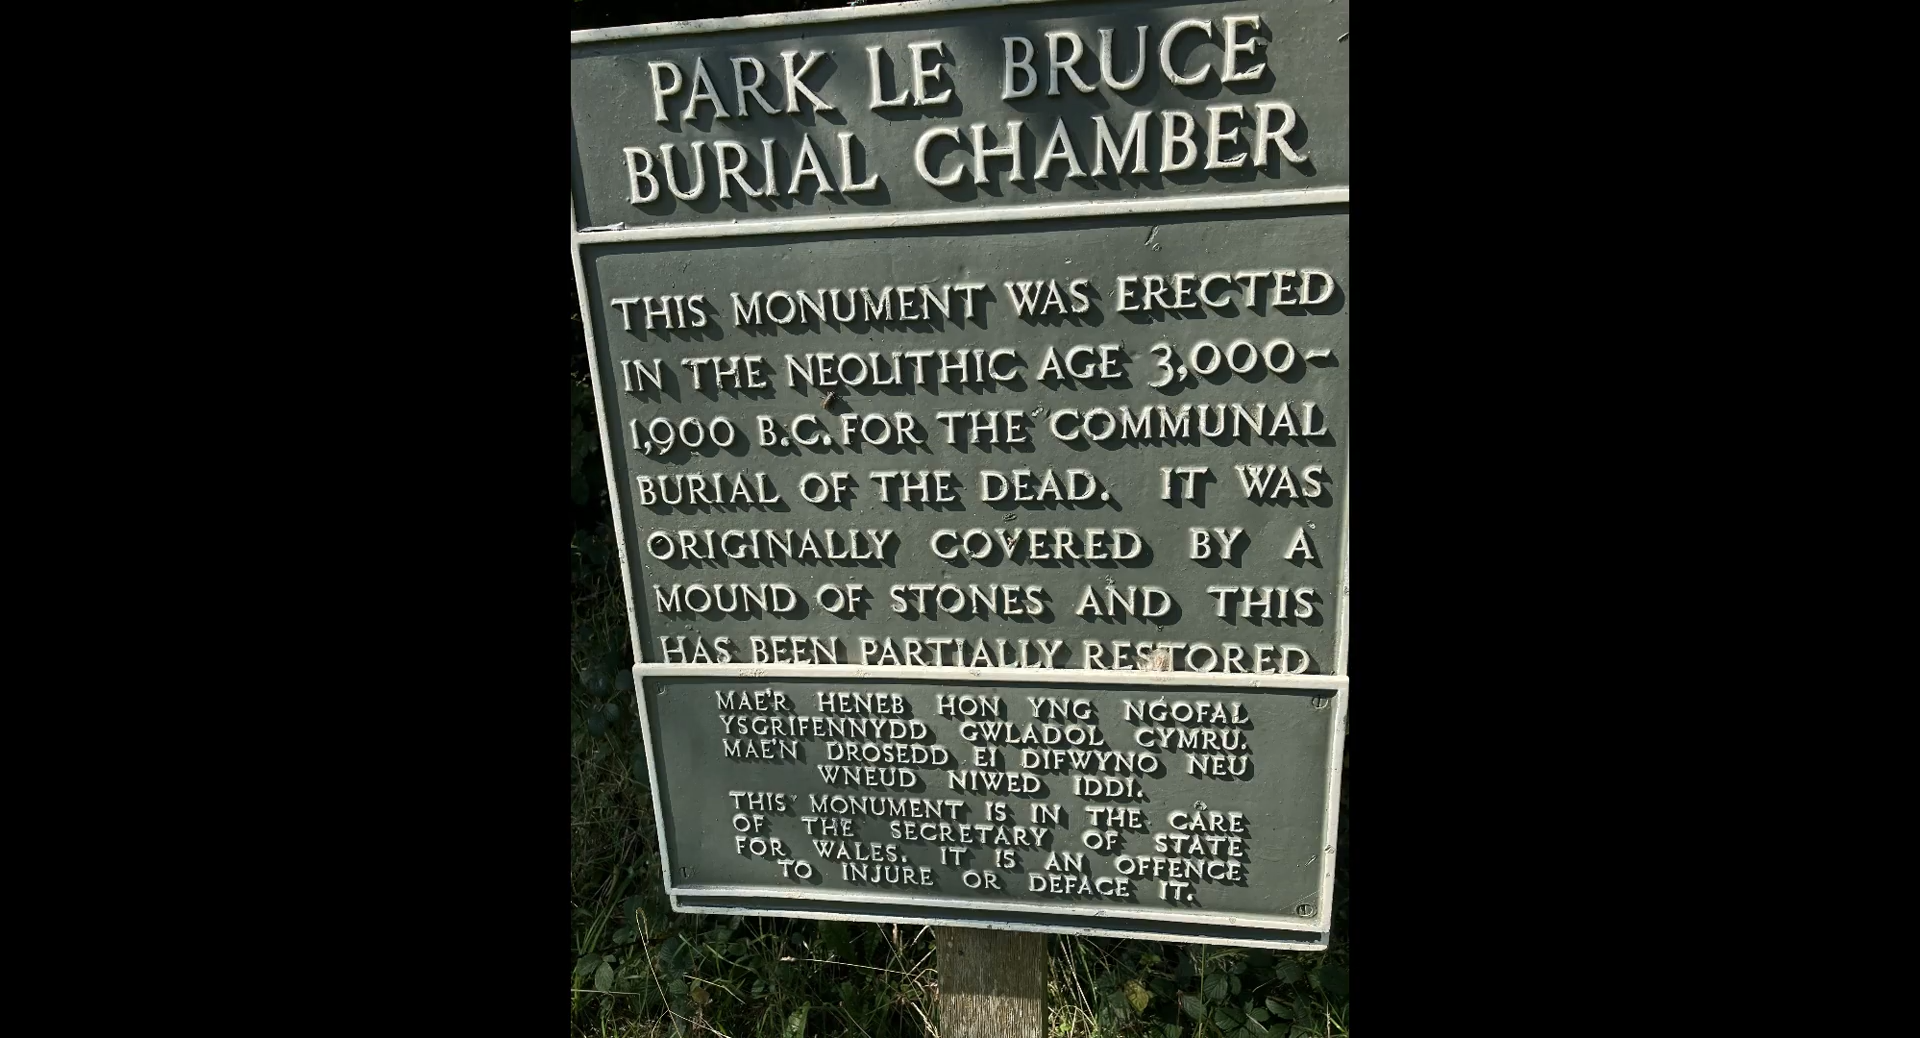 PARK LE BRUCE
BURIAL CHAMBER
THIS MONUMENT WAS ERECTED
IN THE NEOLITHIC AGE 3,000-
1,900 B.C. FOR THE COMMUNAL
BURIAL OF THE DEAD. IT WAS
ORIGINALLY COVERED BY A
MOUND OF STONES AND THIS
HAS BEEN PARTIALLY RESTORED
MAE'R HENEB HON YNG NGOFAL
YSGRIFENNYDD GWLADOL CYMRU.
MAE'N DROSEDD EI DIFWYNO NEU
WNEUD NIWED IDDI.
THIS MONUMENT IS IN THE CARE
OF THE SECRETARY OF STATE
FOR WALES. IT IS AN OFFENCE
TO INJURE OR DEFACE IT.